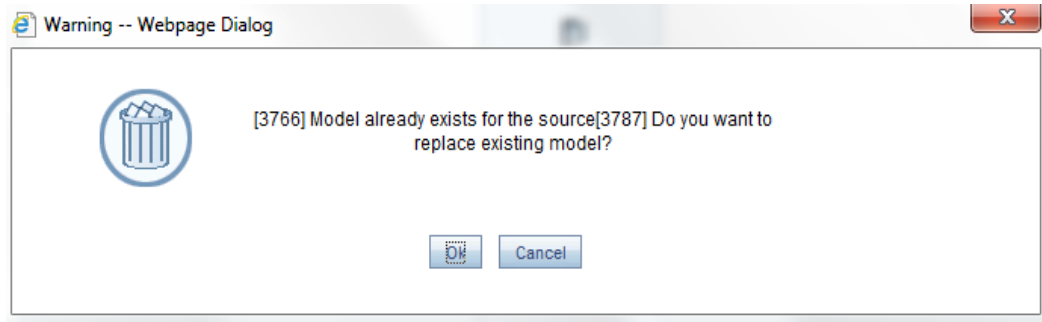 Warning -- Webpage Dialog
[3766] Model already exists for the source[3787] Do you want to
replace existing model?
Ok
Cancel